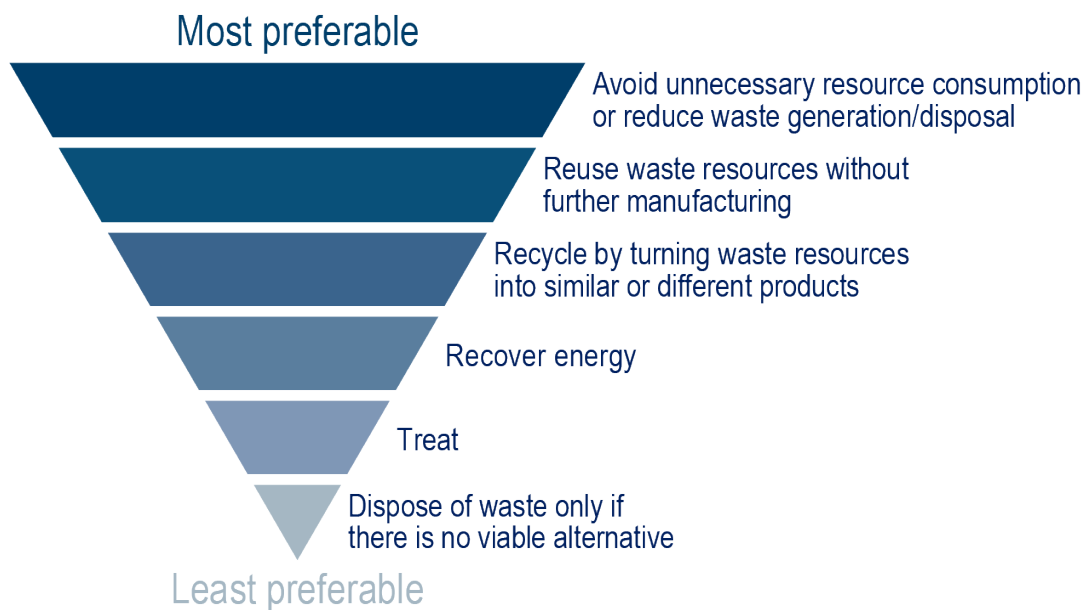 Most preferable
Avoid unnecessary resource consumption
or reduce waste generation/disposal
Reuse waste resources without
further manufacturing
Recycle by turning waste resources
into similar or different products
Recover energy
Treat
Dispose of waste only if
there is no viable alternative
Least preferable